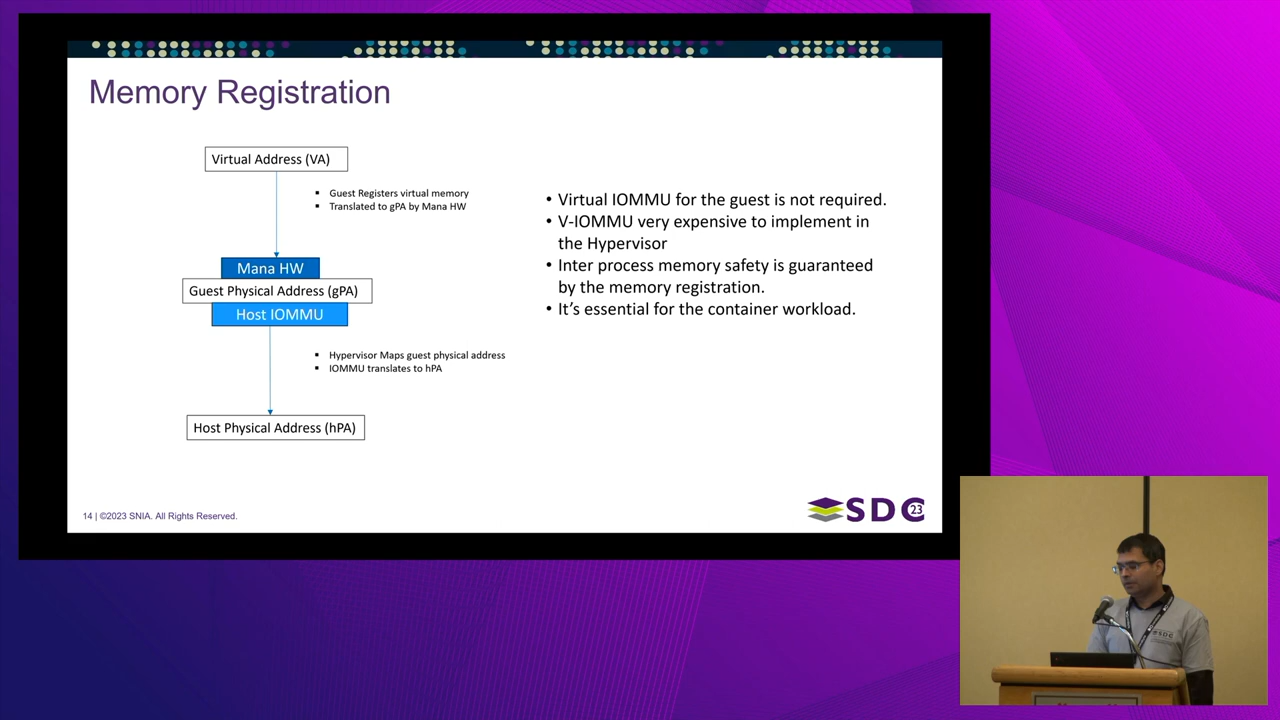 Memory Registration
Virtual Address (VA)
▪ Guest Registers virtual memory
▪ Translated to gPA by Mana HW
Mana HW
Guest Physical Address (gPA)
Host IOMMU
▪ Hypervisor Maps guest physical address
▪ IOMMU translates to hPA
Host Physical Address (hPA)
• Virtual IOMMU for the guest is not required.
• V-IOMMU very expensive to implement in
the Hypervisor
• Inter process memory safety is guaranteed
by the memory registration.
• It's essential for the container workload.
14 | ©2023 SNIA. All Rights Reserved.
SDC 23
SDC